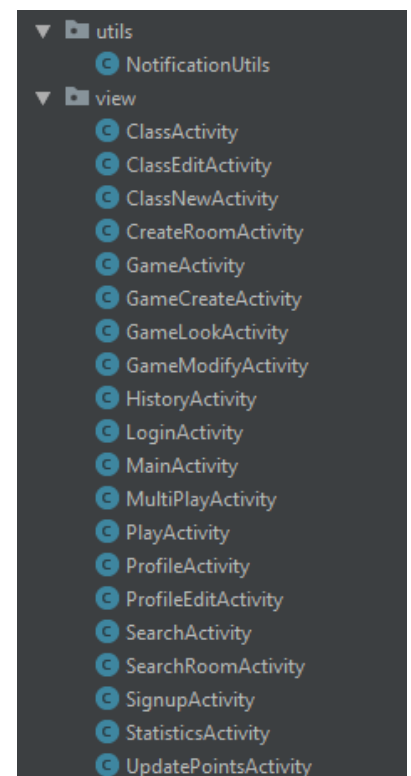 utils
NotificationUtils
view
ClassActivity
ClassEditActivity
ClassNewActivity
CreateRoomActivity
GameActivity
GameCreateActivity
GameLookActivity
GameModifyActivity
HistoryActivity
LoginActivity
MainActivity
MultiPlayActivity
PlayActivity
ProfileActivity
ProfileEditActivity
SearchActivity
SearchRoomActivity
SignupActivity
StatisticsActivity
UpdatePointsActivity